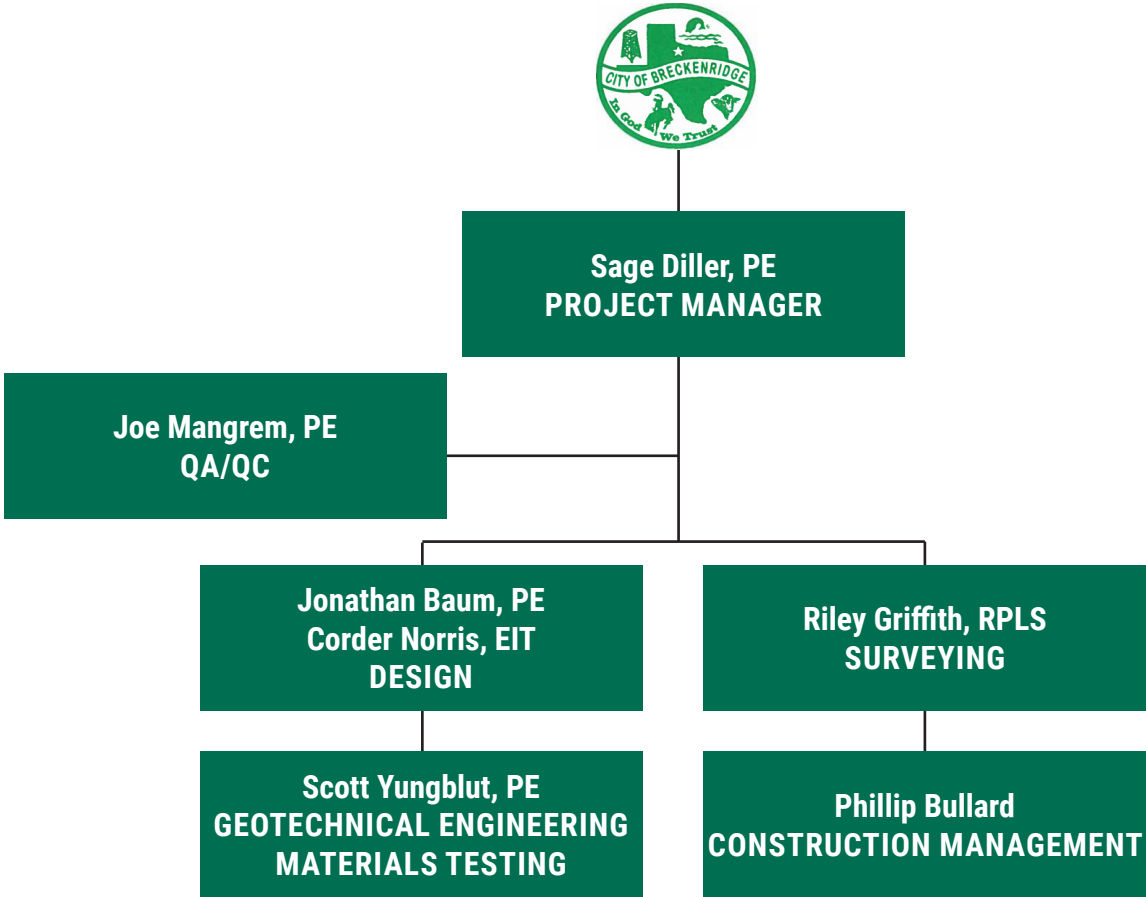 CITY OF BRECKENRIDGE
In God We Trust
Sage Diller, PE
PROJECT MANAGER
Joe Mangrem, PE
QA/QC
Jonathan Baum, PE
Corder Norris, EIT
DESIGN
Riley Griffith, RPLS
SURVEYING
Scott Yungblut, PE
GEOTECHNICAL ENGINEERING
MATERIALS TESTING
Phillip Bullard
CONSTRUCTION MANAGEMENT